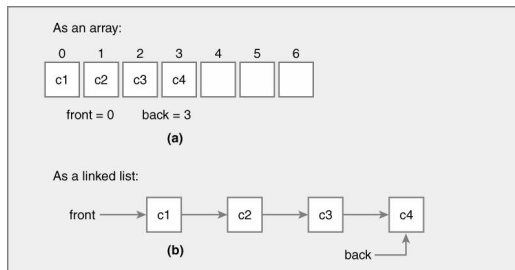 As an array:
0 1 2 3 4 5 6
c1 c2 c3 c4
front = 0 back = 3
(a)
As a linked list:
front c1 c2 c3 c4
(b)
back